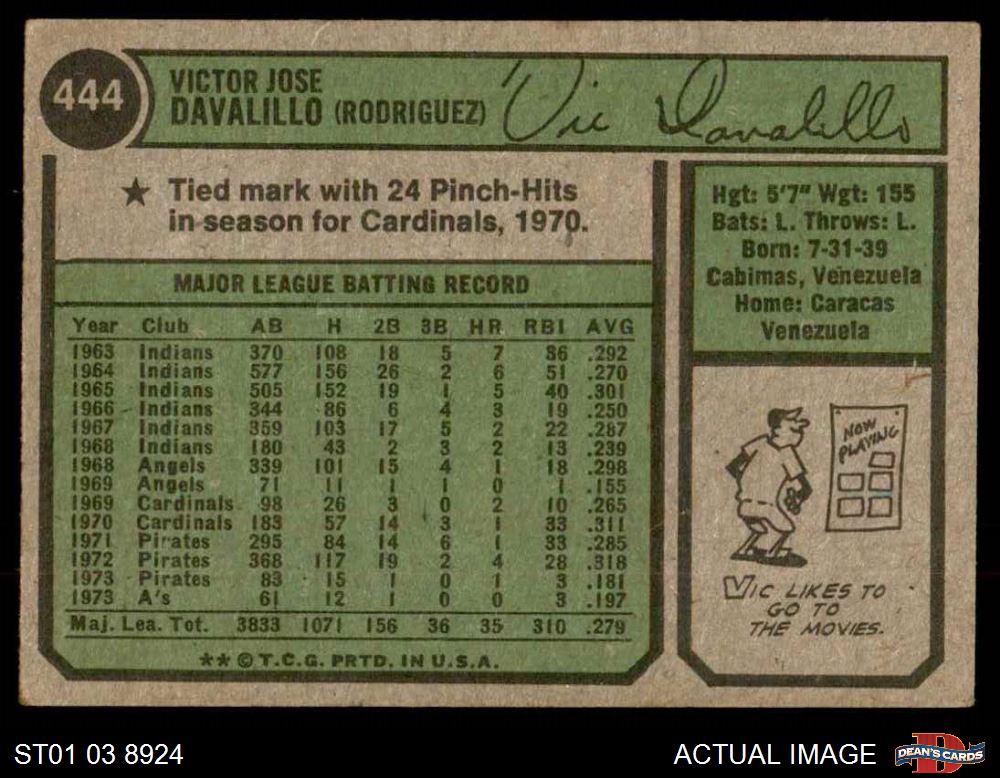 444
VICTOR JOSE
DAVALILLO (RODRIGUEZ)
Vic Davalillo
★ Tied mark with 24 Pinch-Hits
in season for Cardinals, 1970.
MAJOR LEAGUE BATTING RECORD
Year Club AB H 2B 3B HR RBI AVG
1963 Indians 370 108 18 5 7 36 .292
1964 Indians 577 156 26 2 6 51 .270
1965 Indians 505 152 19 1 5 40 .301
1966 Indians 344 86 6 4 3 19 .250
1967 Indians 359 103 17 5 2 22 .287
1968 Indians 180 43 2 3 2 13 .239
1968 Angels 339 101 15 4 1 18 .298
1969 Angels 71 11 1 1 0 1 .155
1969 Cardinals 98 26 3 0 2 10 .265
1970 Cardinals 183 57 14 3 1 33 .311
1971 Pirates 295 84 14 6 1 33 .285
1972 Pirates 368 117 19 2 4 28 .318
1973 Pirates 83 15 1 0 1 3 .181
1973 A's 61 12 1 0 0 3 .197
Maj. Lea. Tot. 3833 1071 156 36 35 310 .279
** © T.C.G. PRTD. IN U.S.A.
Hgt: 5'7" Wgt: 155
Bats: L. Throws: L.
Born: 7-31-39
Cabimas, Venezuela
Home: Caracas
Venezuela
NOW
PLAYING
VIC LIKES TO
GO TO
THE MOVIES.
ST01 03 8924
ACTUAL IMAGE
DEAN'S CARDS